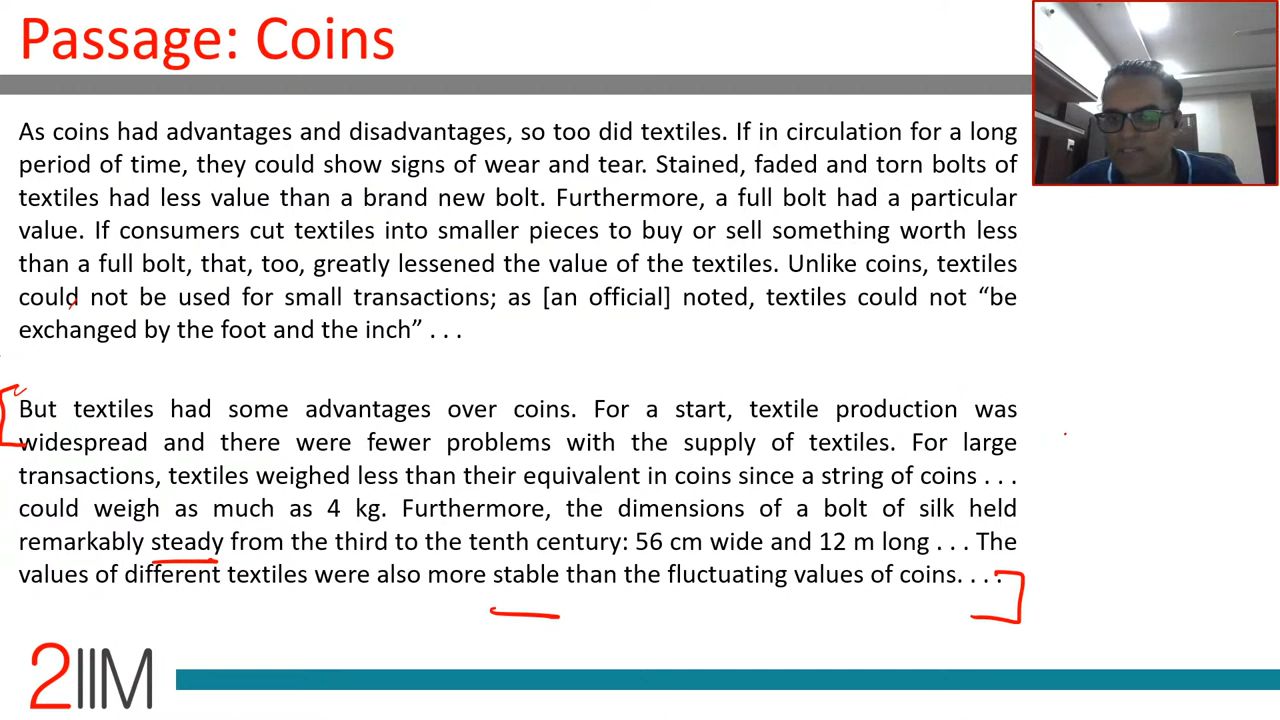 Passage: Coins
As coins had advantages and disadvantages, so too did textiles. If in circulation for a long
period of time, they could show signs of wear and tear. Stained, faded and torn bolts of
textiles had less value than a brand new bolt. Furthermore, a full bolt had a particular
value. If consumers cut textiles into smaller pieces to buy or sell something worth less
than a full bolt, that, too, greatly lessened the value of the textiles. Unlike coins, textiles
could not be used for small transactions; as [an official] noted, textiles could not “be
exchanged by the foot and the inch” . . .
But textiles had some advantages over coins. For a start, textile production was
widespread and there were fewer problems with the supply of textiles. For large
transactions, textiles weighed less than their equivalent in coins since a string of coins . . .
could weigh as much as 4 kg. Furthermore, the dimensions of a bolt of silk held
remarkably steady from the third to the tenth century: 56 cm wide and 12 m long . . . The
values of different textiles were also more stable than the fluctuating values of coins. . . .
2IIM